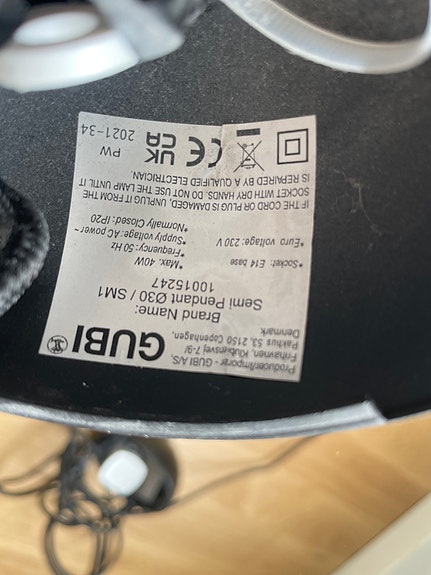 Producer/Importør - GUBI A/S,
Frihavnen, Klubiensvej 7-9/
Pakhus 53, 2150 Copenhagen,
Denmark.
GUBI
Brand Name:
Semi Pendant Ø30 / SM1
10015247
*Socket: E14 base
*Max. 40W
*Euro voltage: 230 V
*Frequency: 50 Hz
*Supply voltage: AC power~
*Normally Closed: IP20
IF THE CORD OR PLUG IS DAMAGED, UNPLUG IT FROM THE
SOCKET WITH DRY HANDS. DO NOT USE THE LAMP UNTIL IT
IS REPAIRED BY A QUALIFIED ELECTRICIAN.
CE
UK
CA
PW
2021-34